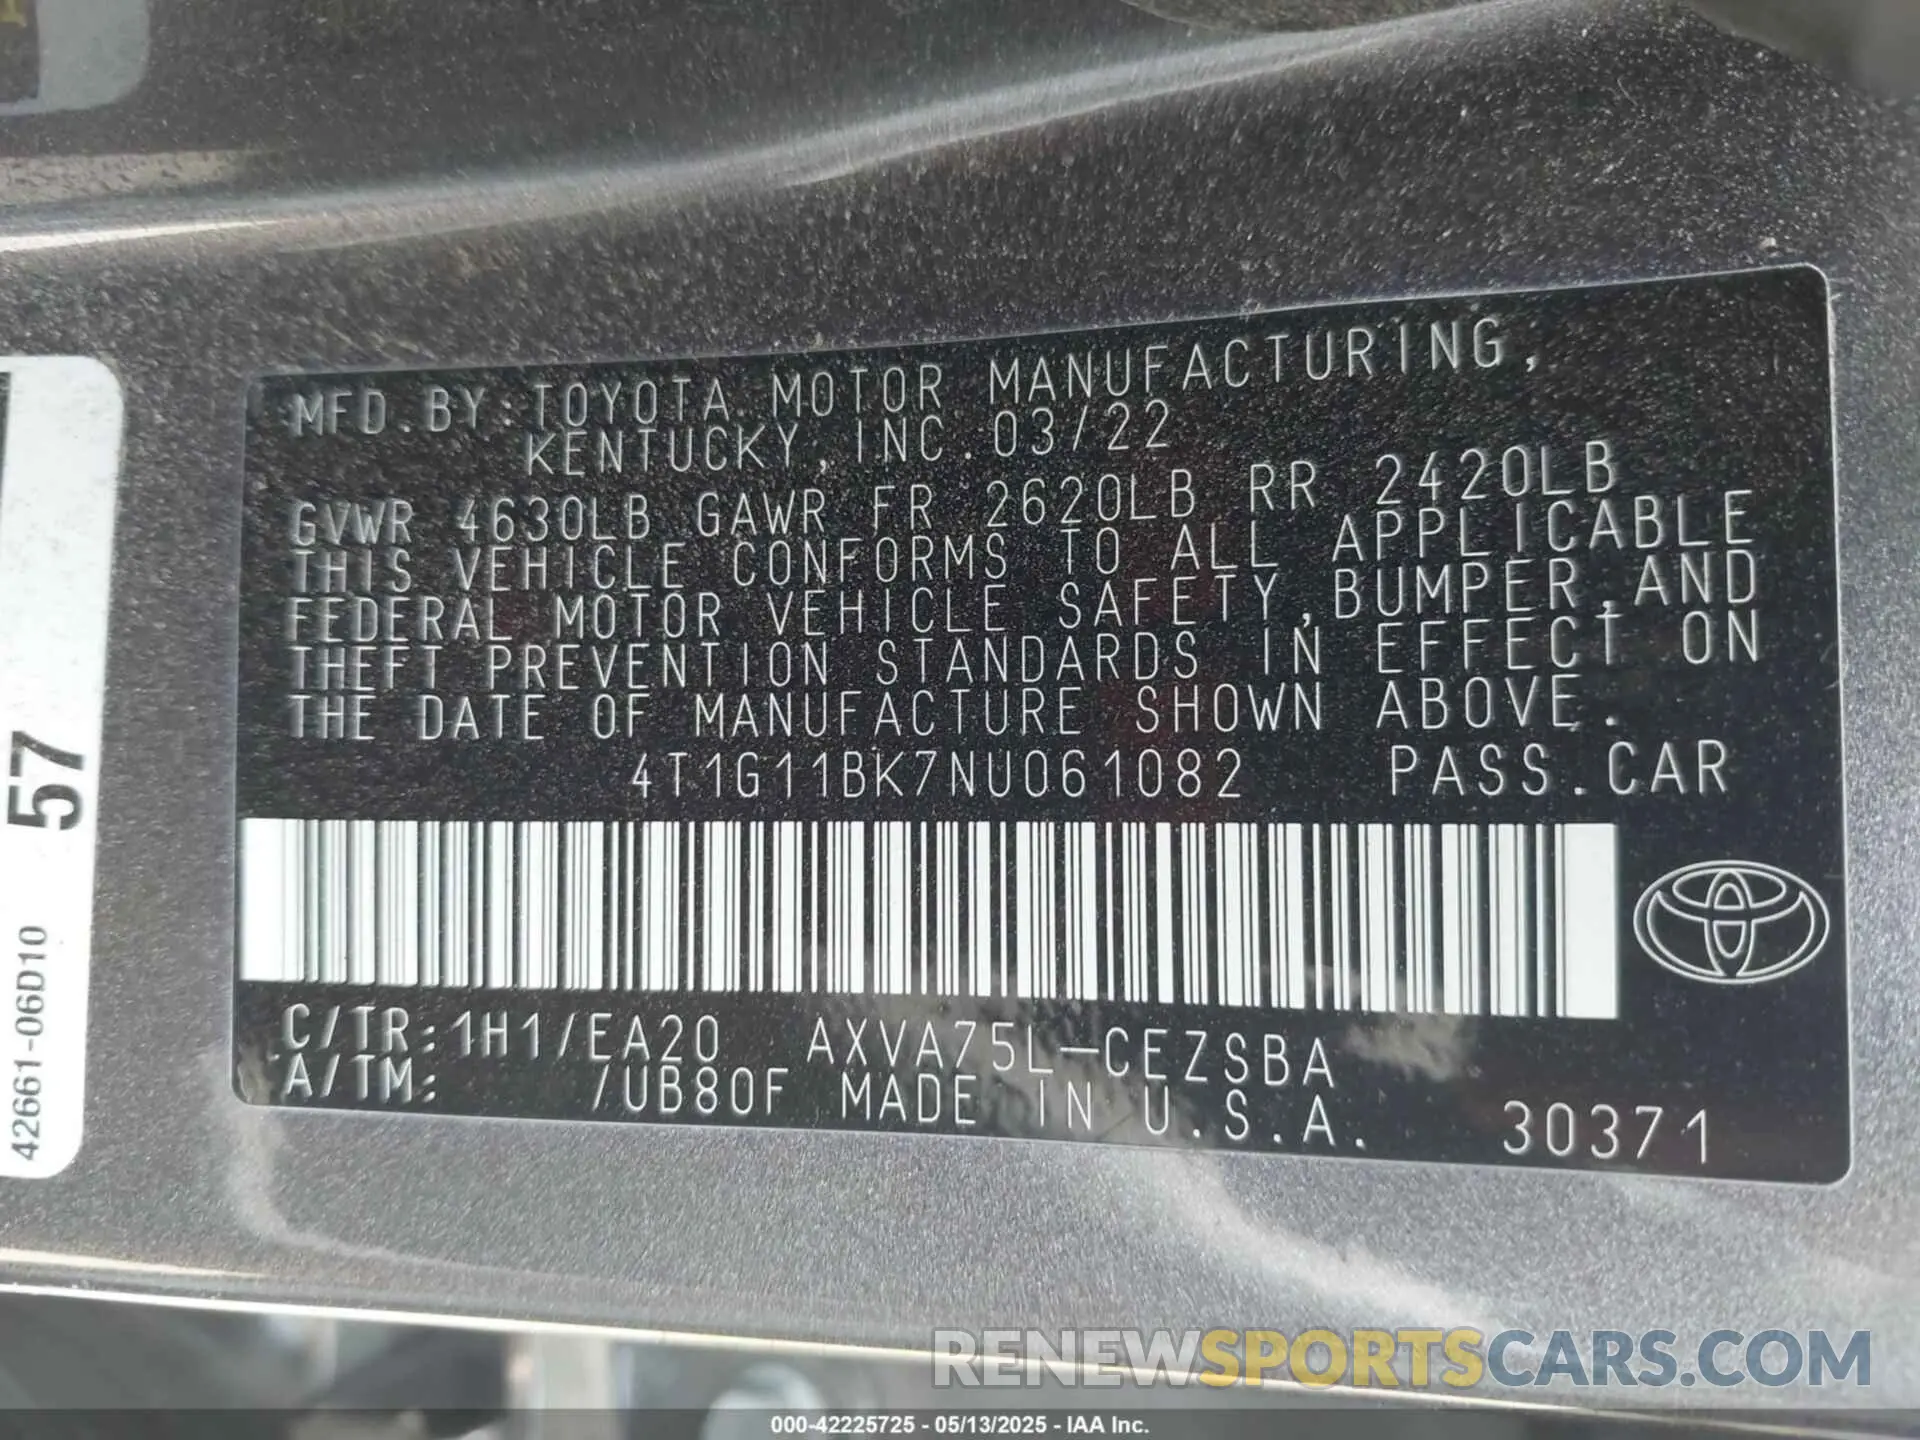 MFD.BY:TOYOTA MOTOR MANUFACTURING,
KENTUCKY,INC.03/22
GVWR 4630LB GAWR FR 2620LB RR 2420LB
THIS VEHICLE CONFORMS TO ALL APPLICABLE
FEDERAL MOTOR VEHICLE SAFETY,BUMPER,AND
THEFT PREVENTION STANDARDS IN EFFECT ON
THE DATE OF MANUFACTURE SHOWN ABOVE.
4T1G11BK7NU061082 PASS.CAR
C/TR:1H1/EA20 AXVA75L-CEZSBA
A/TM: /UB80F MADE IN U.S.A. 30371
57
42661-06D10
RENEWSPORTSCARS.COM
000-42225725 - 05/13/2025 - IAA Inc.